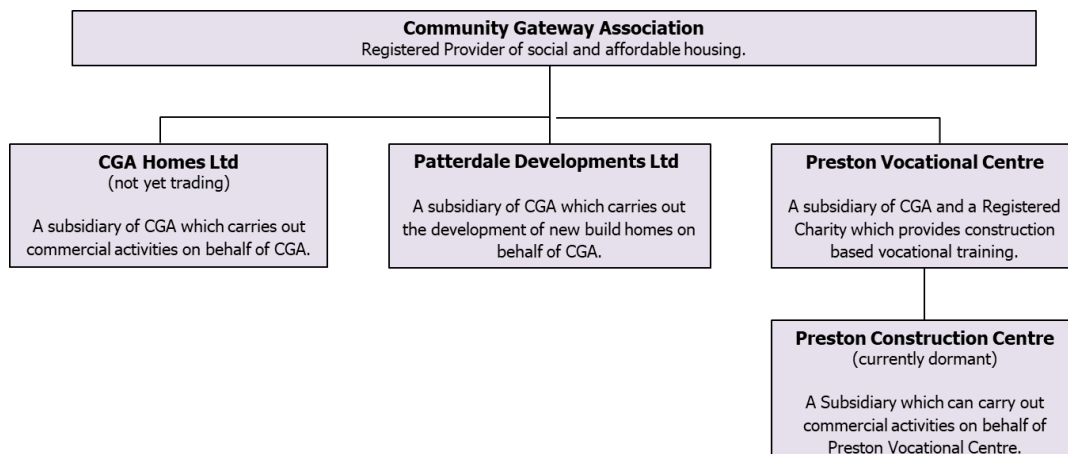 Community Gateway Association
Registered Provider of social and affordable housing.
CGA Homes Ltd
(not yet trading)
A subsidiary of CGA which carries out
commercial activities on behalf of CGA.
Patterdale Developments Ltd
A subsidiary of CGA which carries out
the development of new build homes on
behalf of CGA.
Preston Vocational Centre
A subsidiary of CGA and a Registered
Charity which provides construction
based vocational training.
Preston Construction Centre
(currently dormant)
A Subsidiary which can carry out
commercial activities on behalf of
Preston Vocational Centre.